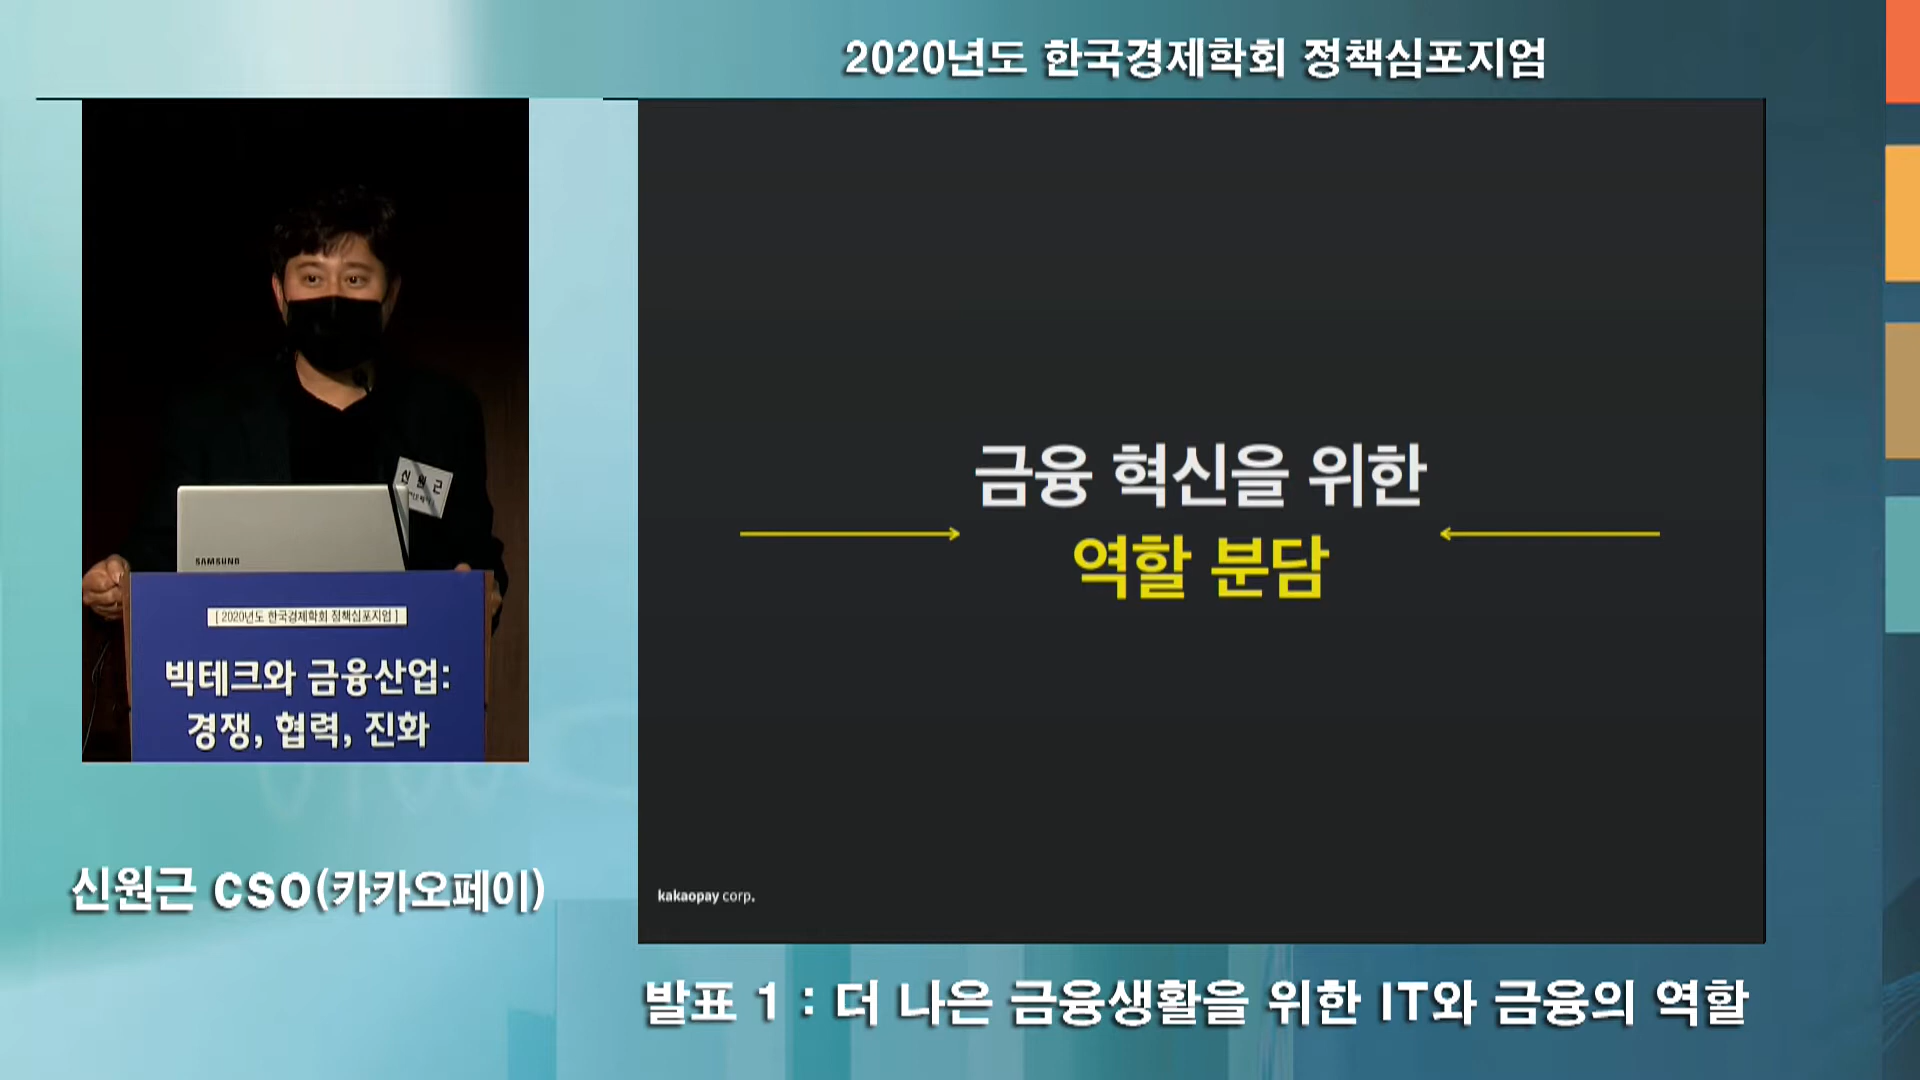 2020년도 한국경제학회 정책심포지엄
신 원 근
SAMSUNG
[ 2020년도 한국경제학회 정책심포지엄 ]
빅테크와 금융산업:
경쟁, 협력, 진화
신원근 CSO(카카오페이)
금융 혁신을 위한
역할 분담
kakaopay corp.
발표 1 : 더 나은 금융생활을 위한 IT와 금융의 역할